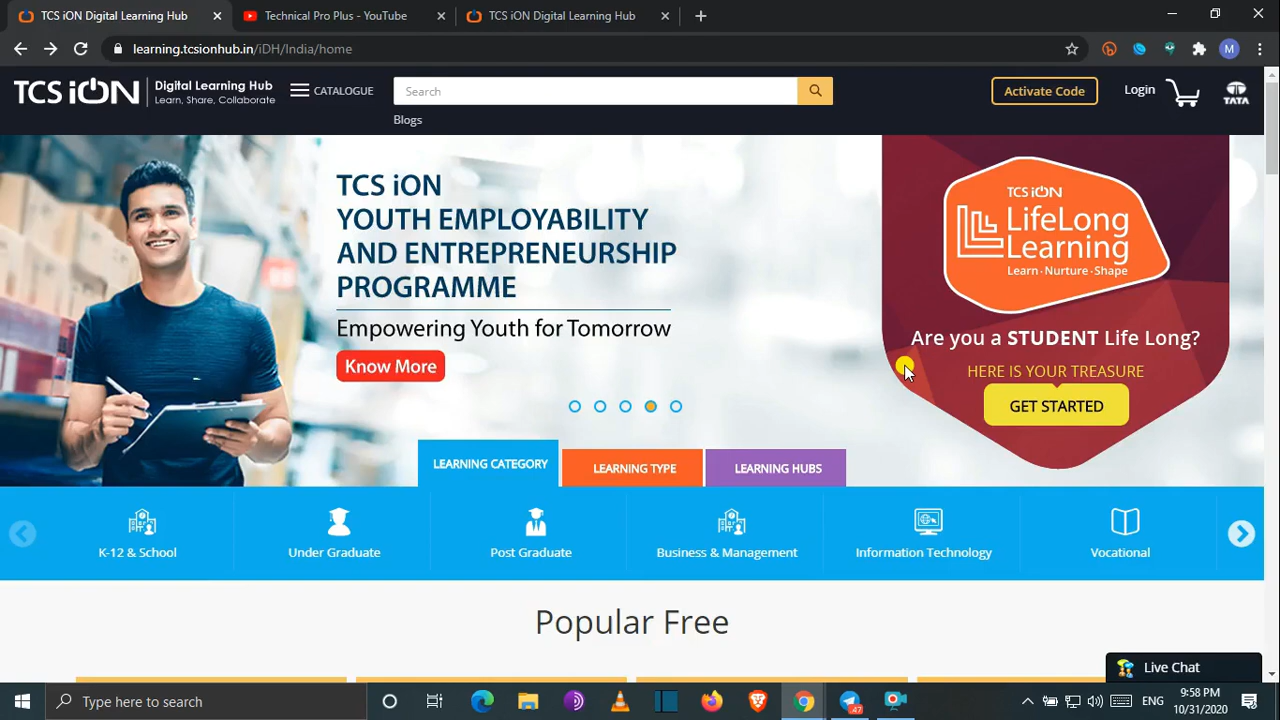 TCS iON Digital Learning Hub
Technical Pro Plus - YouTube
TCS iON Digital Learning Hub
learning.tcsionhub.in/iDH/India/home
M
TCS iON
Digital Learning Hub
Learn. Share. Collaborate
CATALOGUE
Search
Activate Code
Login
TATA
Blogs
TCS iON
YOUTH EMPLOYABILITY
AND ENTREPRENEURSHIP
PROGRAMME
Empowering Youth for Tomorrow
Know More
TCS iON
LifeLong
Learning
Learn · Nurture · Shape
Are you a STUDENT Life Long?
HERE IS YOUR TREASURE
GET STARTED
LEARNING CATEGORY
LEARNING TYPE
LEARNING HUBS
K-12 & School
Under Graduate
Post Graduate
Business & Management
Information Technology
Vocational
Popular Free
Live Chat
Type here to search
47
ENG
9:58 PM
10/31/2020